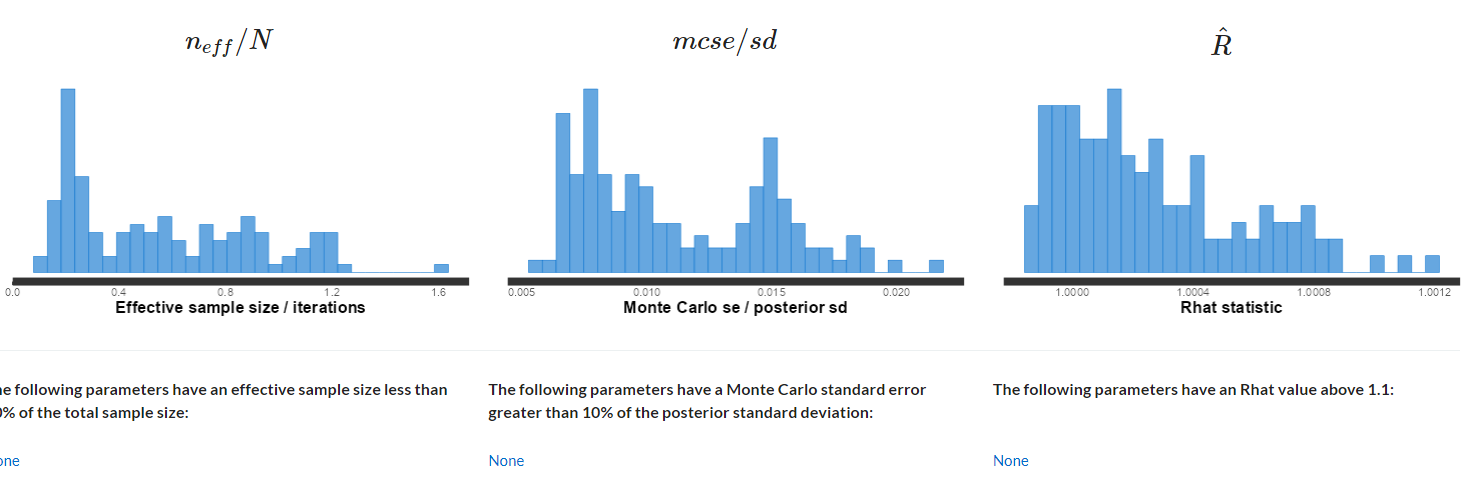 n_{eff}/N
mcse/sd
R̂
0.0 0.4 0.8 1.2 1.6
Effective sample size / iterations
0.005 0.010 0.015 0.020
Monte Carlo se / posterior sd
1.0000 1.0004 1.0008 1.0012
Rhat statistic
following parameters have an effective sample size less than
of the total sample size:
The following parameters have a Monte Carlo standard error
greater than 10% of the posterior standard deviation:
None
The following parameters have an Rhat value above 1.1:
None